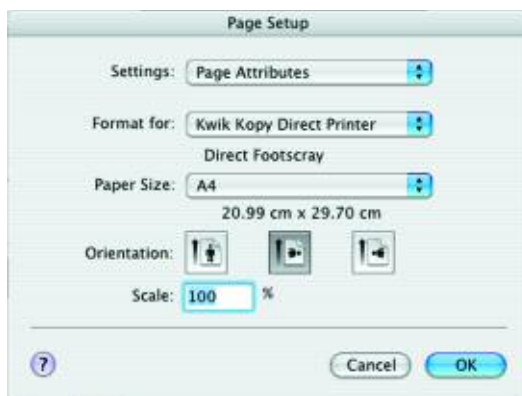 Page Setup
Settings: Page Attributes
Format for: Kwik Kopy Direct Printer
Direct Footscray
Paper Size: A4
20.99 cm x 29.70 cm
Orientation:
Scale: 100 %
? Cancel OK